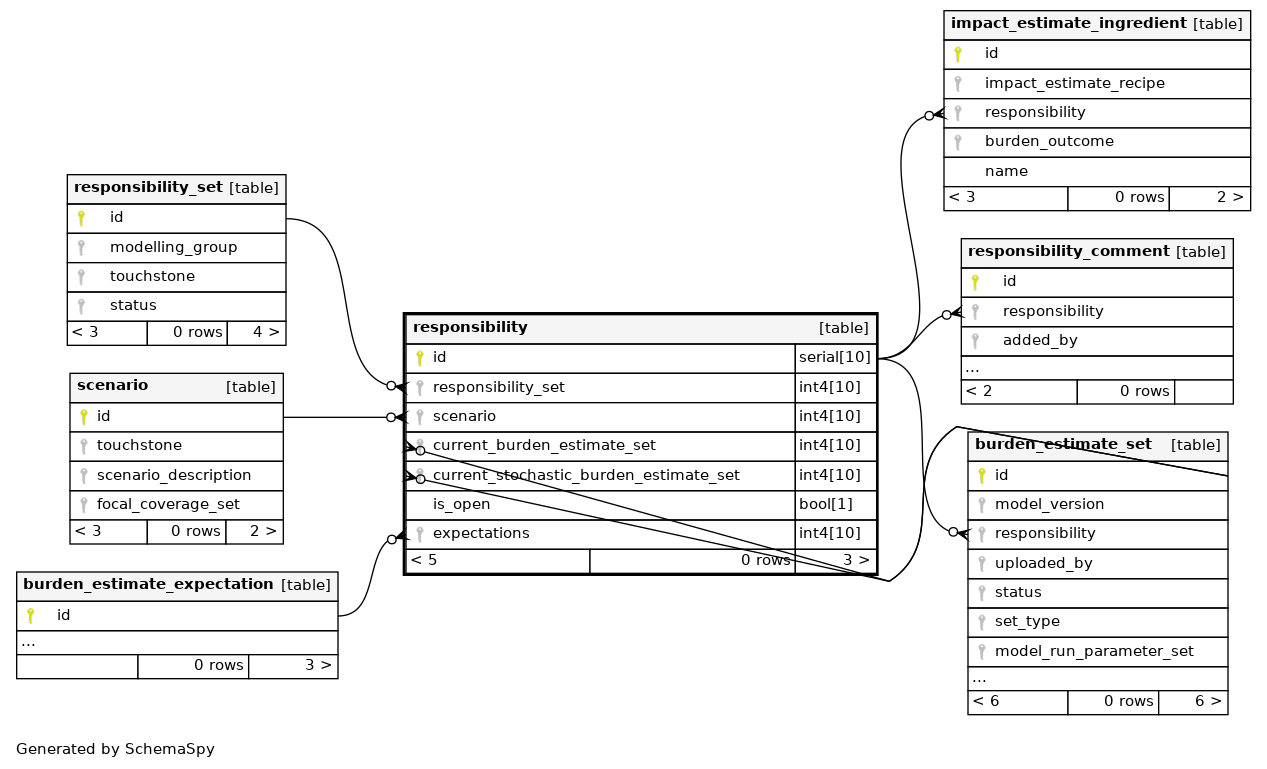 impact_estimate_ingredient [table]
id
impact_estimate_recipe
responsibility
burden_outcome
name
< 3 0 rows 2 >
responsibility_set [table]
id
modelling_group
touchstone
status
< 3 0 rows 4 >
responsibility_comment [table]
id
responsibility
added_by
...
< 2 0 rows
responsibility [table]
id serial[10]
responsibility_set int4[10]
scenario int4[10]
current_burden_estimate_set int4[10]
current_stochastic_burden_estimate_set int4[10]
is_open bool[1]
expectations int4[10]
< 5 0 rows 3 >
scenario [table]
id
touchstone
scenario_description
focal_coverage_set
< 3 0 rows 2 >
burden_estimate_set [table]
id
model_version
responsibility
uploaded_by
status
set_type
model_run_parameter_set
...
< 6 0 rows 6 >
burden_estimate_expectation [table]
id
...
0 rows 3 >
Generated by SchemaSpy